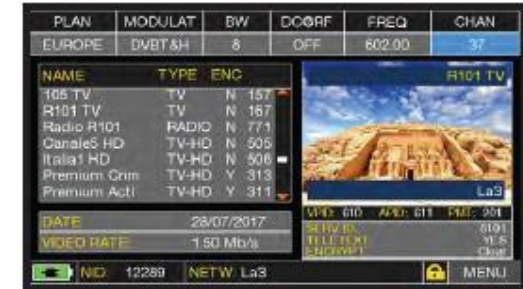 PLAN MODULAT BW DC@RF FREQ CHAN
EUROPE DVBT&H 8 OFF 602.00 37
NAME TYPE ENC
105 TV TV N 157
R101 TV TV N 167
Radio R101 RADIO N 771
Canale5 HD TV-HD N 505
Italia1 HD TV-HD N 506
Premium Crim TV-HD Y 313
Premium Acti TV-HD Y 311
R101 TV
La3
DATE 28/07/2017
VIDEO RATE 1.50 Mb/s
VPID: 610 APID: 611 PMT: 201
SERV ID.
TELETEXT YES
ENCRYPT. Clear
NID: 12289 NETW La3 MENU